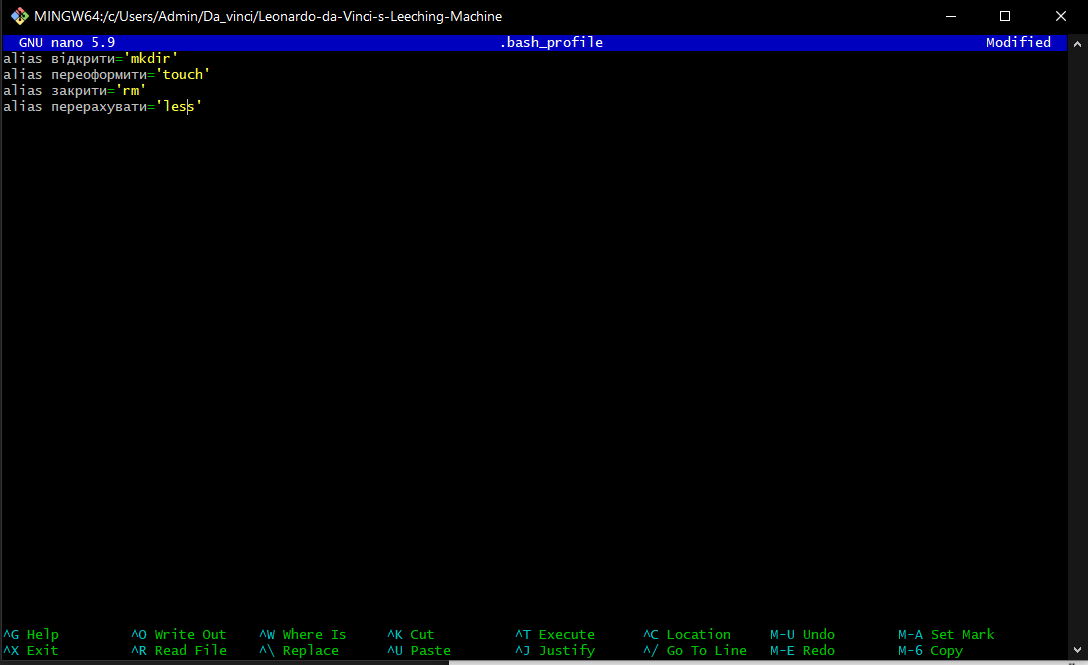 MINGW64:/c/Users/Admin/Da_vinci/Leonardo-da-Vinci-s-Leeching-Machine
GNU nano 5.9 .bash_profile Modified
alias відкрити='mkdir'
alias переоформити='touch'
alias закрити='rm'
alias перерахувати='less'
^G Help ^O Write Out ^W Where Is ^K Cut ^T Execute ^C Location M-U Undo M-A Set Mark
^X Exit ^R Read File ^\ Replace ^U Paste ^J Justify ^/ Go To Line M-E Redo M-6 Copy